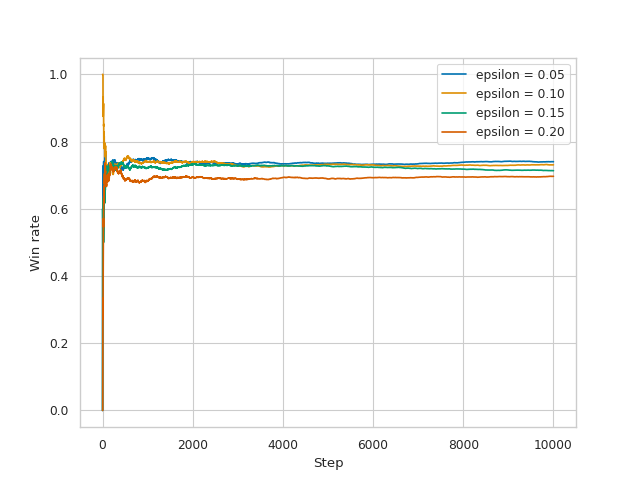 1.0
0.8
0.6
0.4
0.2
0.0
Win rate
epsilon = 0.05
epsilon = 0.10
epsilon = 0.15
epsilon = 0.20
0
2000
4000
6000
8000
10000
Step